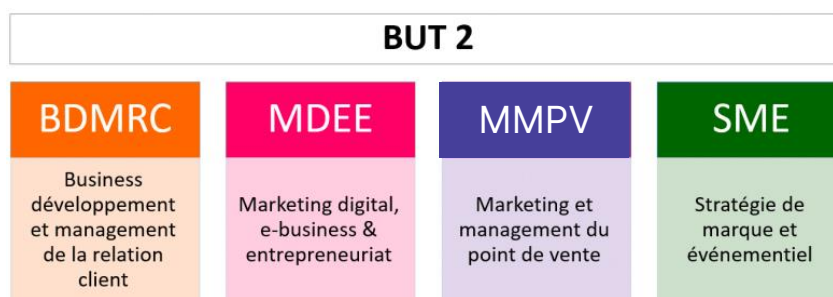 BUT 2
BDMRC
Business
développement
et management
de la relation
client
MDEE
Marketing digital,
e-business &
entrepreneuriat
MMPV
Marketing et
management du
point de vente
SME
Stratégie de
marque et
événementiel